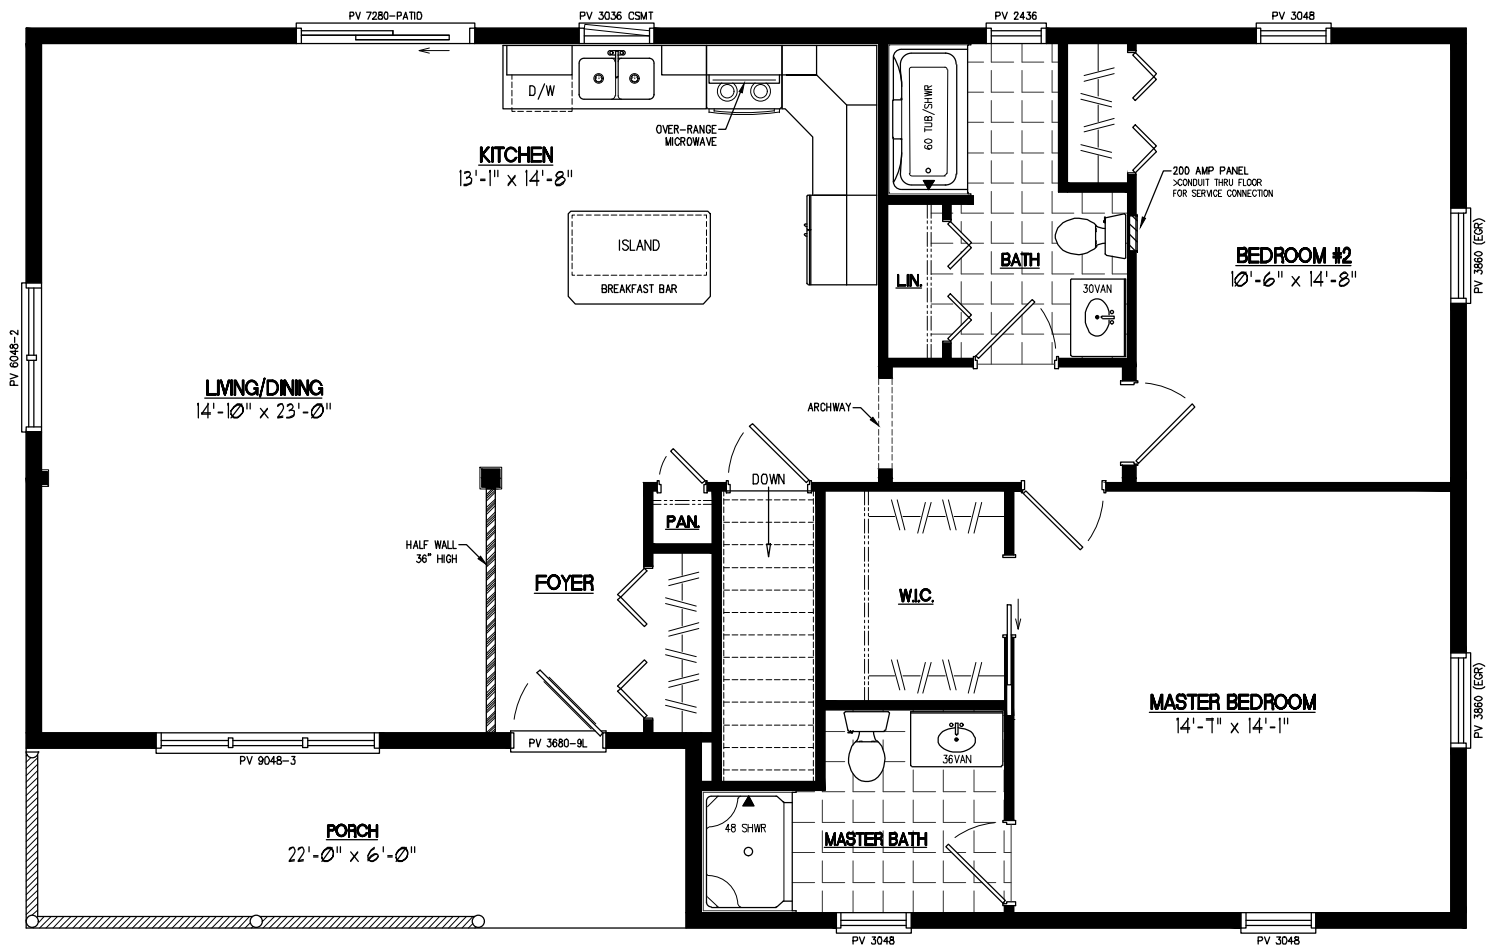 PV 7280-PATIO
PV 3036 CSMT
PV 2436
PV 3048
D/W
OVER-RANGE
MICROWAVE
KITCHEN
13'-1" x 14'-8"
60 TUB/SHWR
200 AMP PANEL
>CONDUIT THRU FLOOR
FOR SERVICE CONNECTION
ISLAND
BREAKFAST BAR
LIN.
BATH
30VAN
BEDROOM #2
10'-6" x 14'-8"
PV 3860 (EGR)
PV 6048-2
LIVING/DINING
14'-10" x 23'-0"
ARCHWAY
DOWN
PAN.
HALF WALL
36" HIGH
FOYER
W.I.C.
MASTER BEDROOM
14'-7" x 14'-1"
PV 3860 (EGR)
PV 9048-3
PV 3680-9L
36VAN
PORCH
22'-0" x 6'-0"
48 SHWR
MASTER BATH
PV 3048
PV 3048